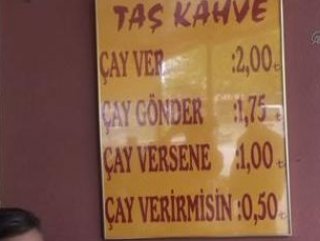 TAŞ KAHVE
ÇAY VER :2,00₺
ÇAY GÖNDER :1,75₺
ÇAY VERSENE :1,00₺
ÇAY VERİRMİSİN :0,50₺